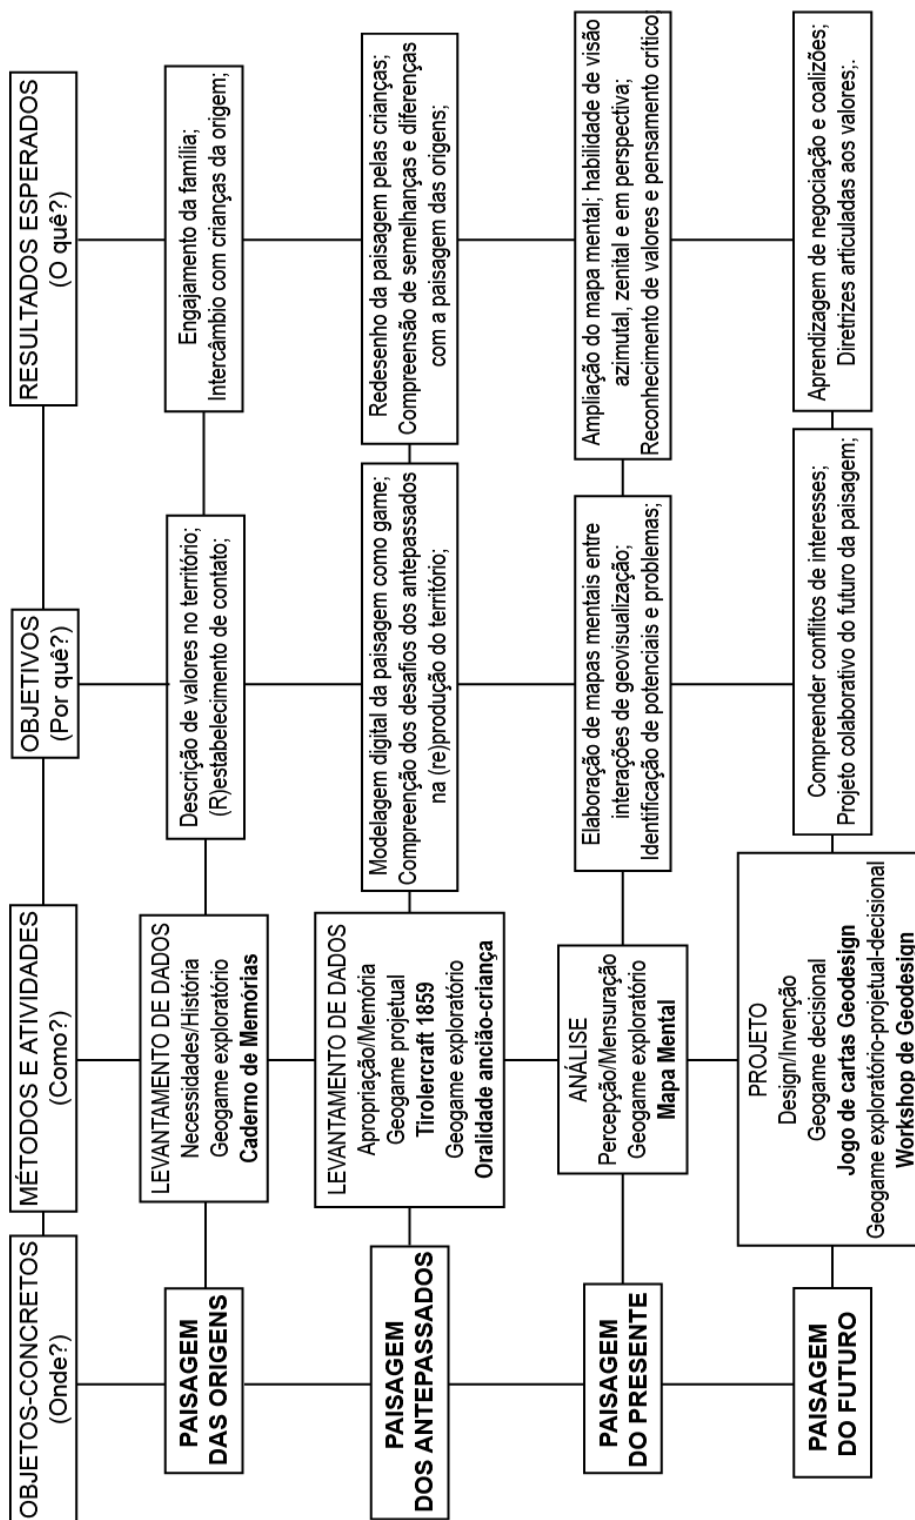 OBJETOS-CONCRETOS
(Onde?)
MÉTODOS E ATIVIDADES
(Como?)
OBJETIVOS
(Por quê?)
RESULTADOS ESPERADOS
(O quê?)
PAISAGEM
DAS ORIGENS
LEVANTAMENTO DE DADOS
Necessidades/História
Geogame exploratório
Caderno de Memórias
Descrição de valores no território;
(R)estabelecimento de contato;
Engajamento da família;
Intercâmbio com crianças da origem;
PAISAGEM
DOS ANTEPASSADOS
LEVANTAMENTO DE DADOS
Apropriação/Memória
Geogame projetual
Tirolercraft 1859
Geogame exploratório
Oralidade ancião-criança
Modelagem digital da paisagem como game;
Compreenção dos desafios dos antepassados
na (re)produção do território;
Redesenho da paisagem pelas crianças;
Compreensão de semelhanças e diferenças
com a paisagem das origens;
PAISAGEM
DO PRESENTE
ANÁLISE
Percepção/Mensuração
Geogame exploratório
Mapa Mental
Elaboração de mapas mentais entre
interações de geovisualização;
Identificação de potenciais e problemas;
Ampliação do mapa mental; habilidade de visão
azimutal, zenital e em perspectiva;
Reconhecimento de valores e pensamento crítico;
PAISAGEM
DO FUTURO
PROJETO
Design/Invenção
Geogame decisional
Jogo de cartas Geodesign
Geogame exploratório-projetual-decisional
Workshop de Geodesign
Compreender conflitos de interesses;
Projeto colaborativo do futuro da paisagem;
Aprendizagem de negociação e coalizões;
Diretrizes articuladas aos valores;.